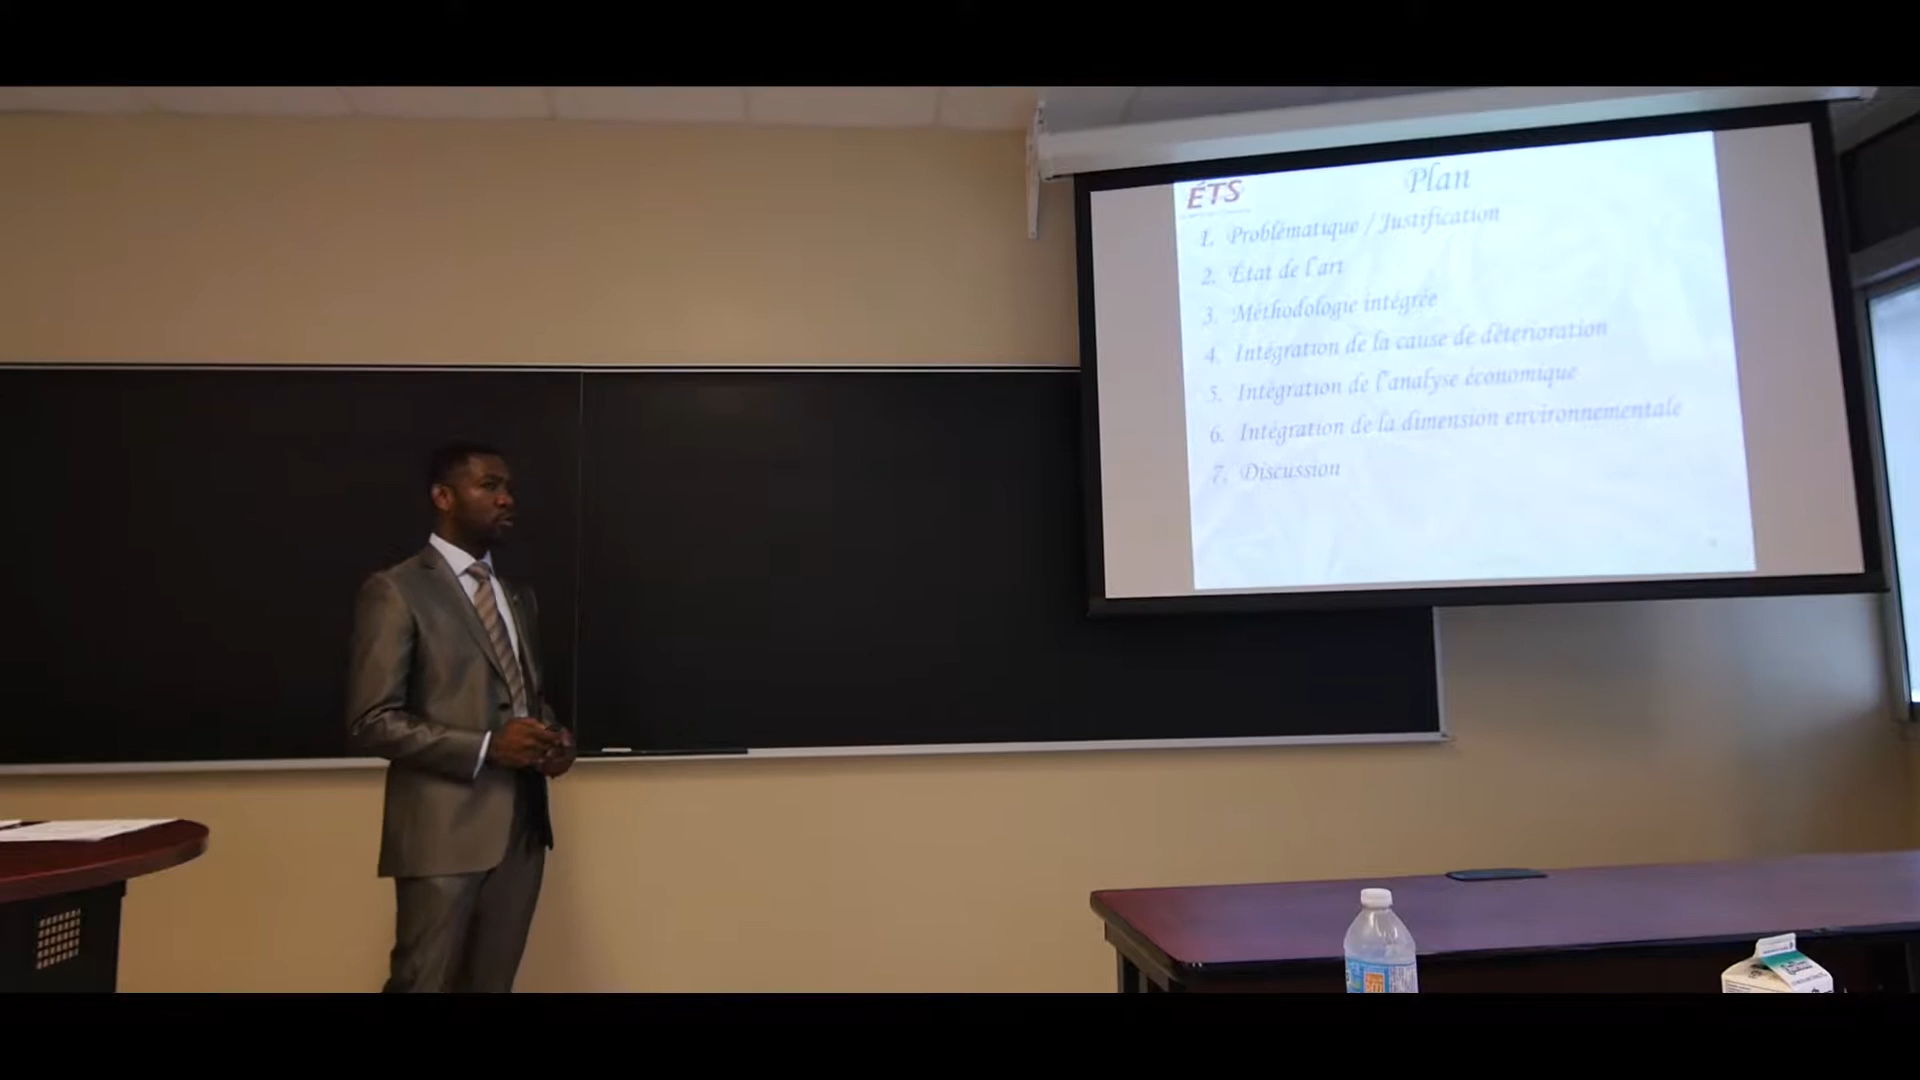 ÉTS
Plan
1. Problématique / Justification
2. État de l'art
3. Méthodologie intégrée
4. Intégration de la cause de déterioration
5. Intégration de l'analyse économique
6. Intégration de la dimension environnementale
7. Discussion